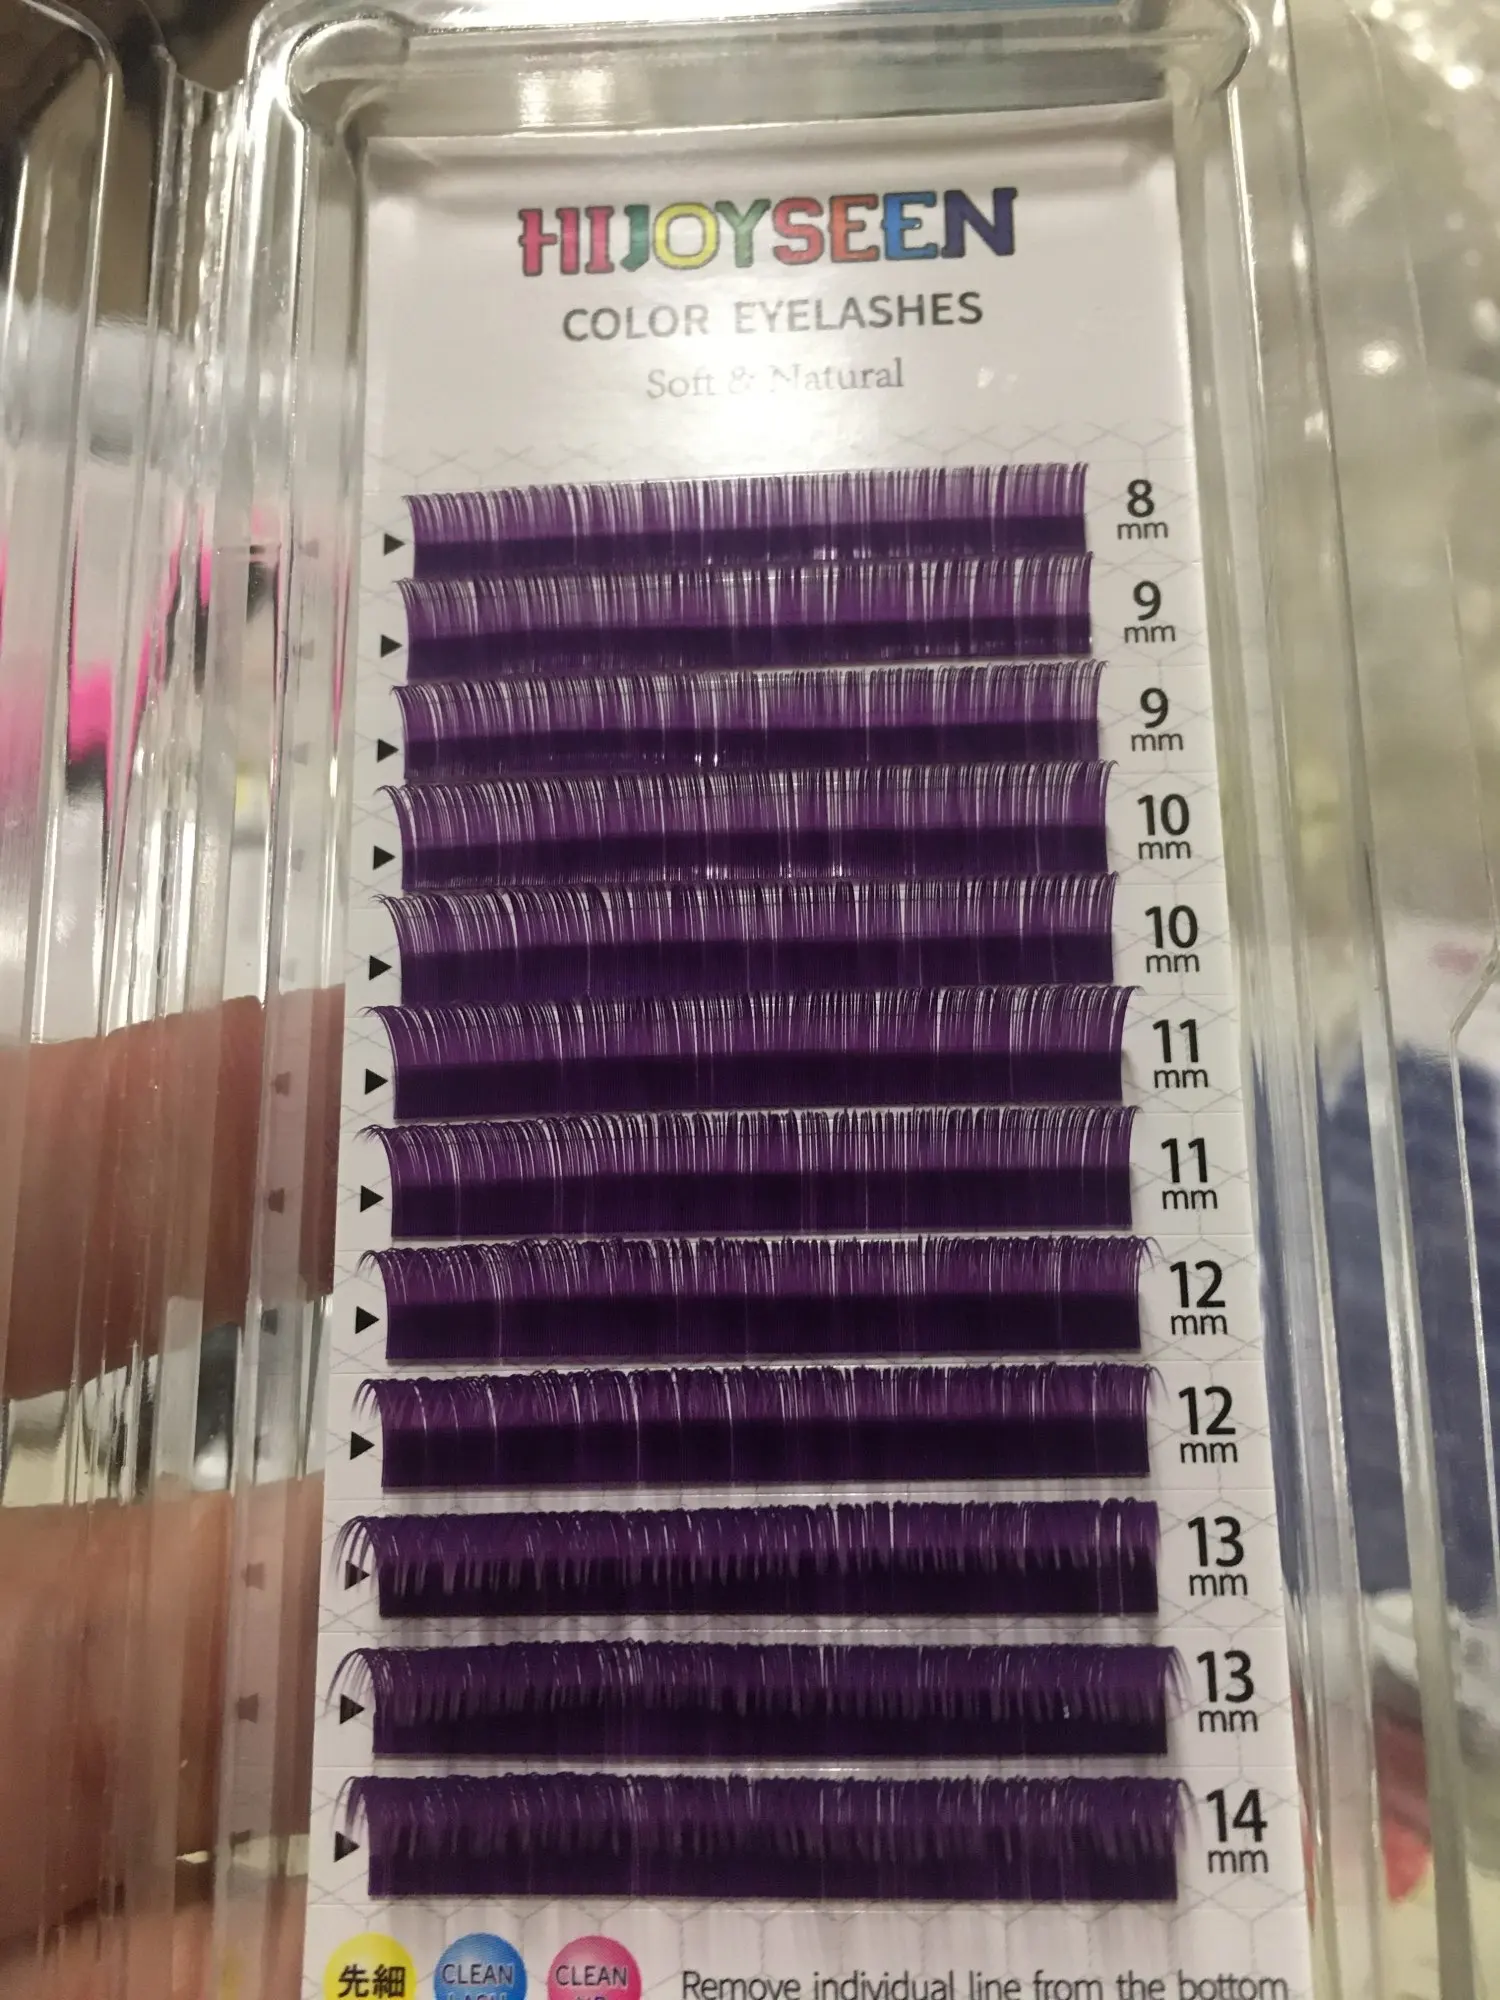 HIJOYSEEN
COLOR EYELASHES
Soft & Natural
8
mm
9
mm
9
mm
10
mm
10
mm
11
mm
11
mm
12
mm
12
mm
13
mm
13
mm
14
mm
先細
CLEAN
CLEAN
Remove individual line from the bottom